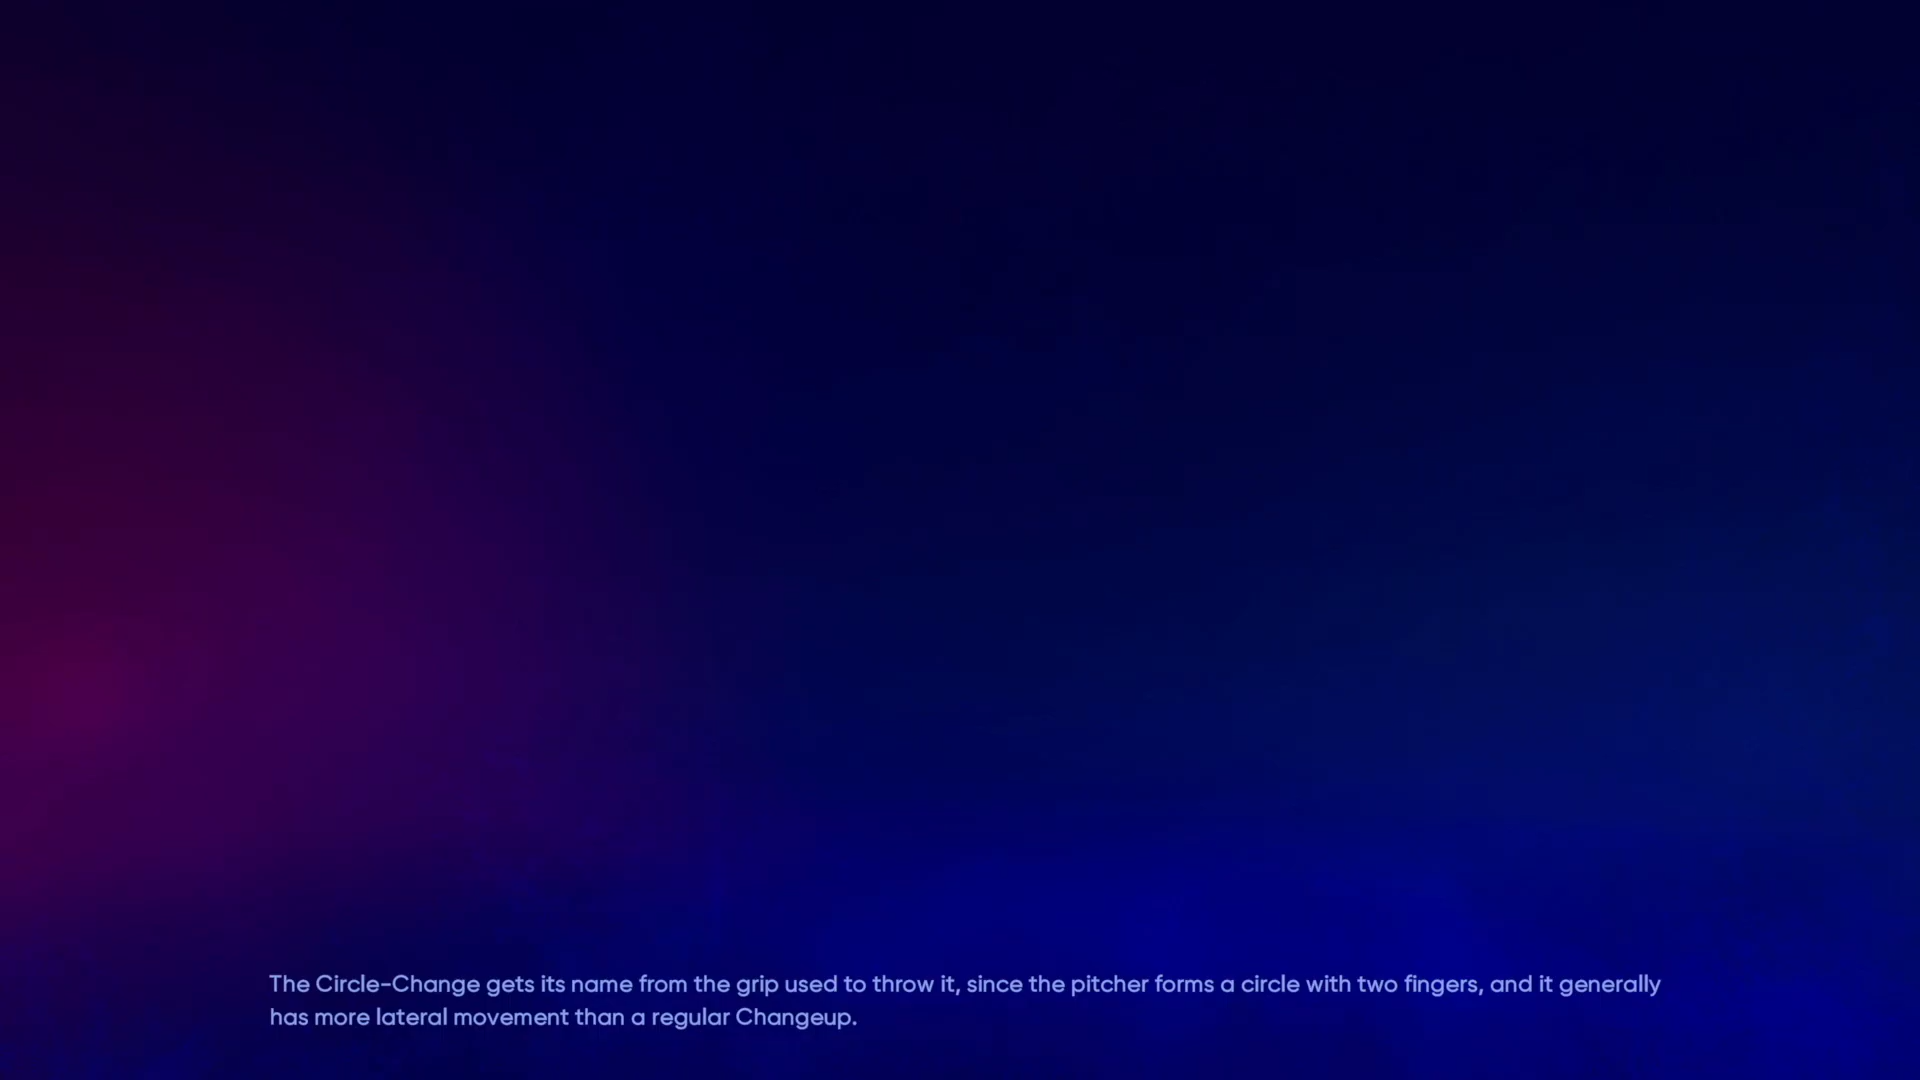 The Circle-Change gets its name from the grip used to throw it, since the pitcher forms a circle with two fingers, and it generally
has more lateral movement than a regular Changeup.